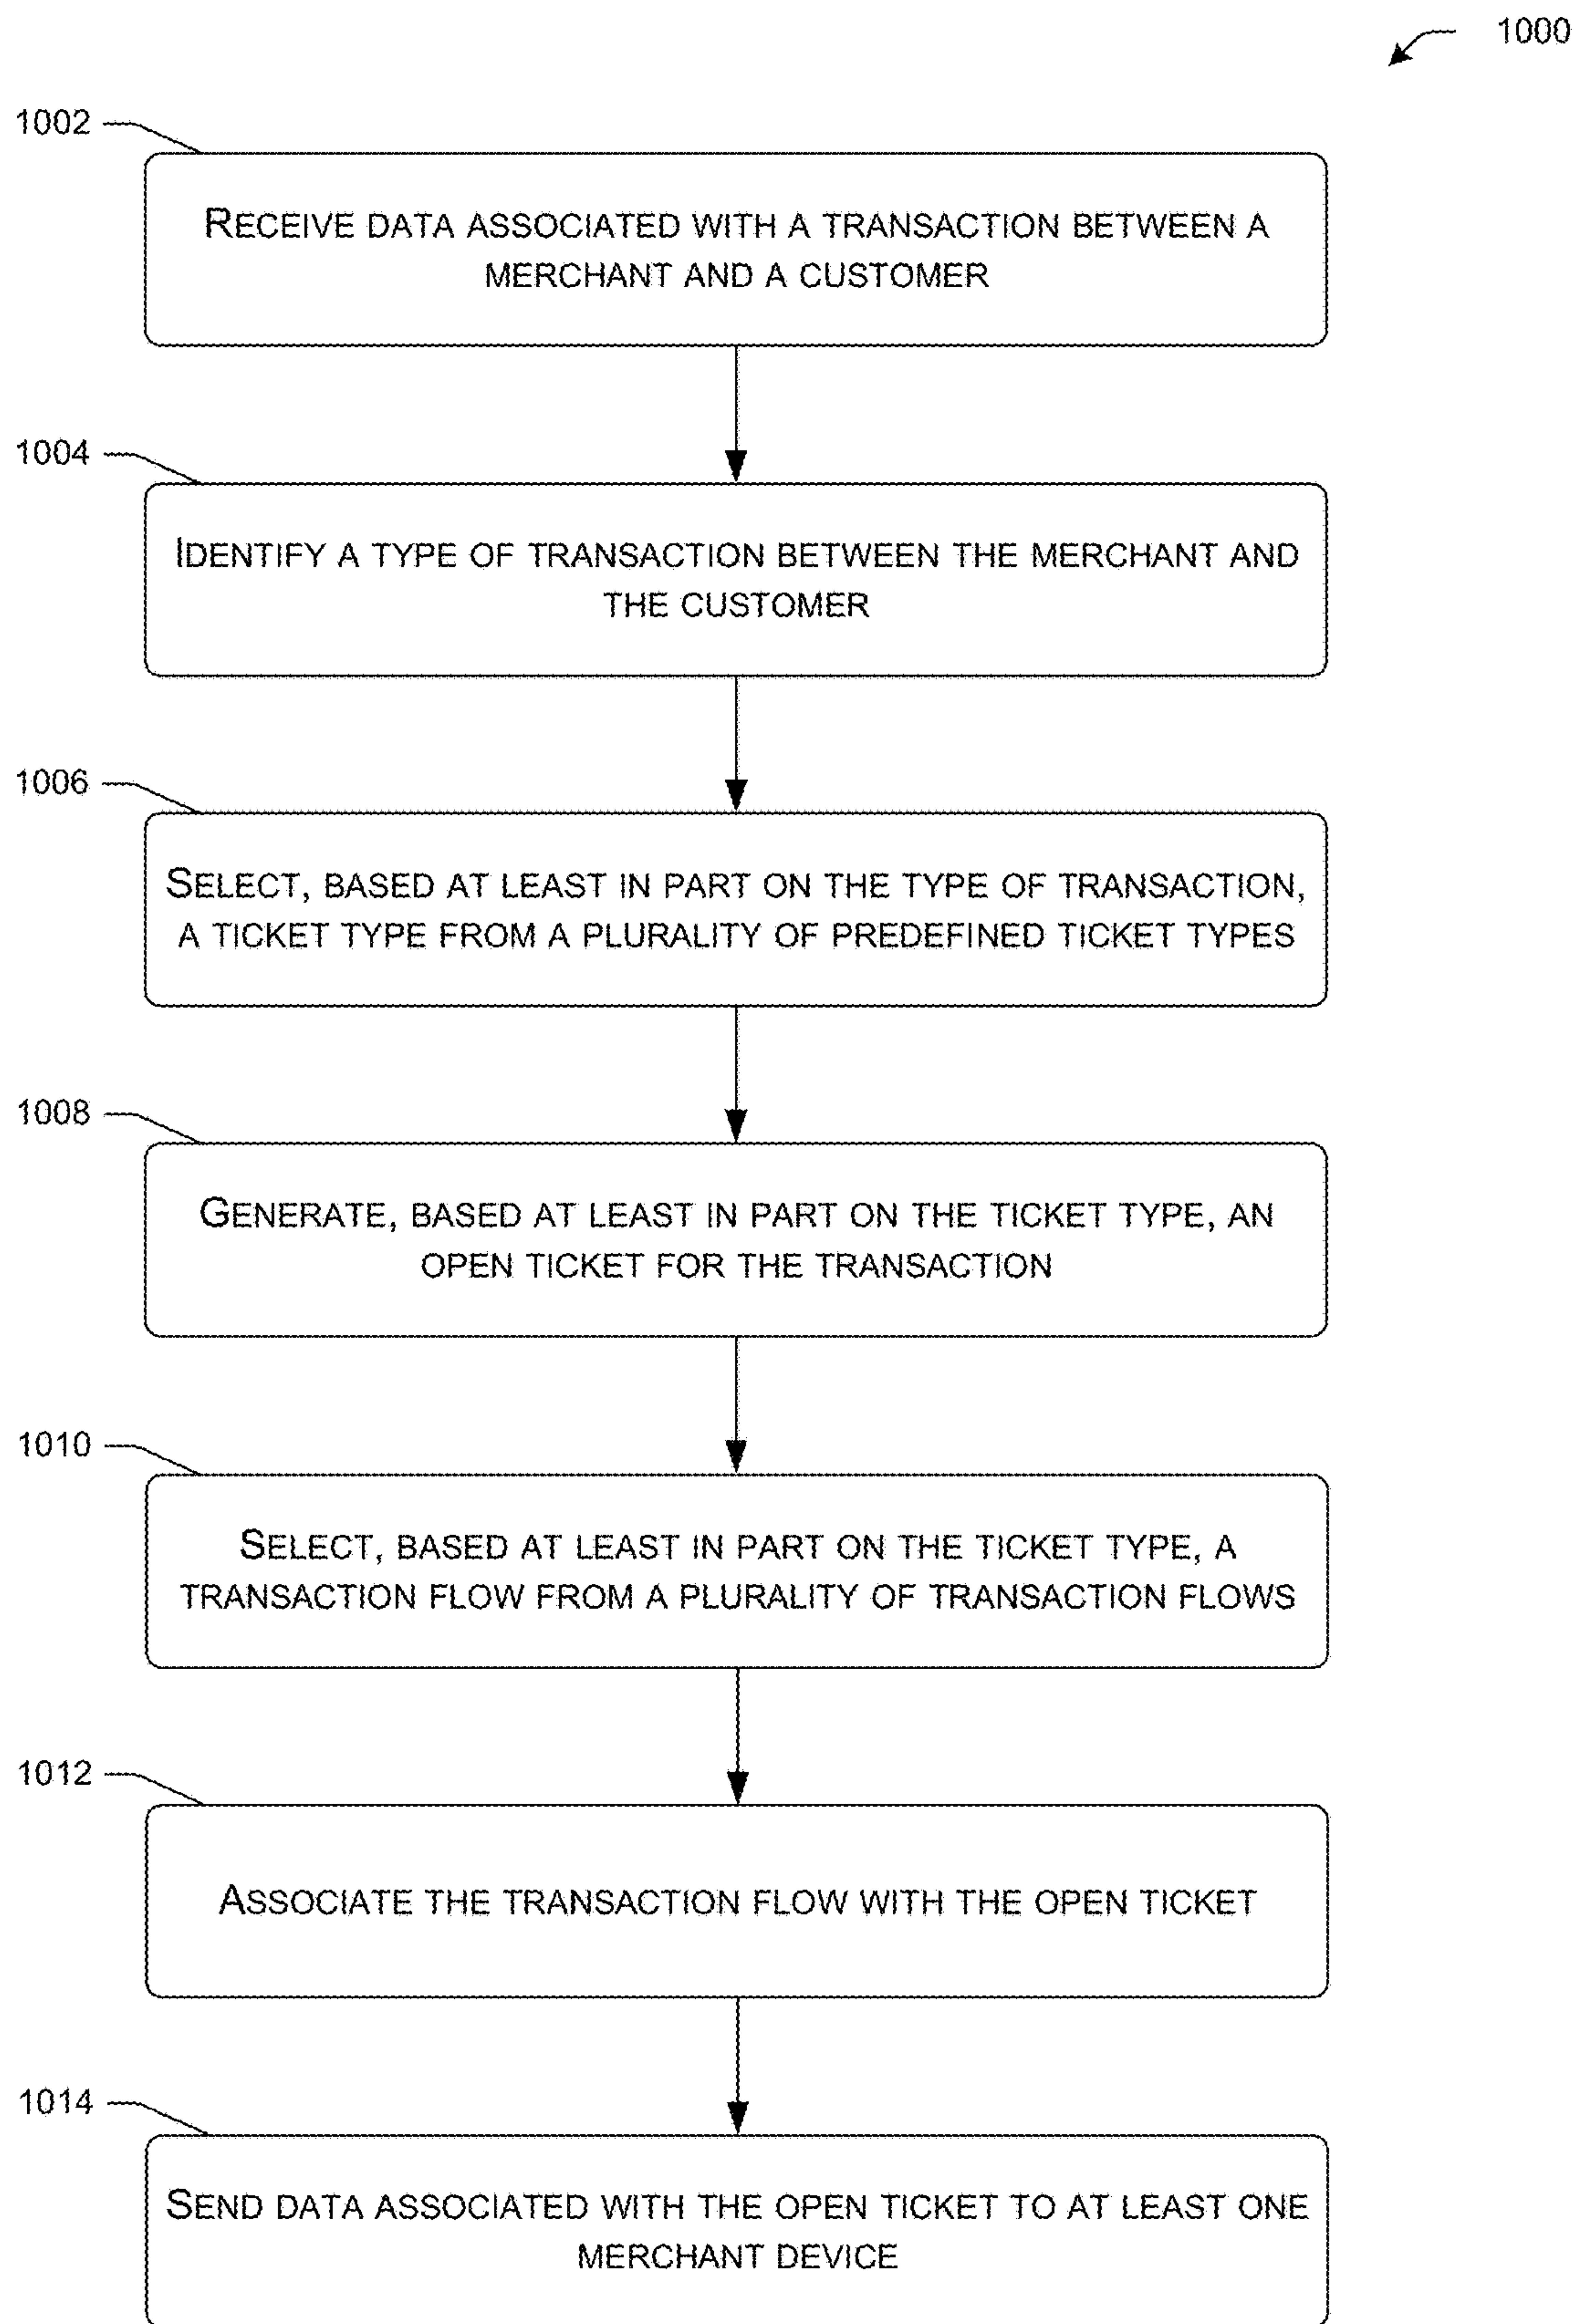 1000
1002
RECEIVE DATA ASSOCIATED WITH A TRANSACTION BETWEEN A
MERCHANT AND A CUSTOMER
1004
IDENTIFY A TYPE OF TRANSACTION BETWEEN THE MERCHANT AND
THE CUSTOMER
1006
SELECT, BASED AT LEAST IN PART ON THE TYPE OF TRANSACTION,
A TICKET TYPE FROM A PLURALITY OF PREDEFINED TICKET TYPES
1008
GENERATE, BASED AT LEAST IN PART ON THE TICKET TYPE, AN
OPEN TICKET FOR THE TRANSACTION
1010
SELECT, BASED AT LEAST IN PART ON THE TICKET TYPE, A
TRANSACTION FLOW FROM A PLURALITY OF TRANSACTION FLOWS
1012
ASSOCIATE THE TRANSACTION FLOW WITH THE OPEN TICKET
1014
SEND DATA ASSOCIATED WITH THE OPEN TICKET TO AT LEAST ONE
MERCHANT DEVICE